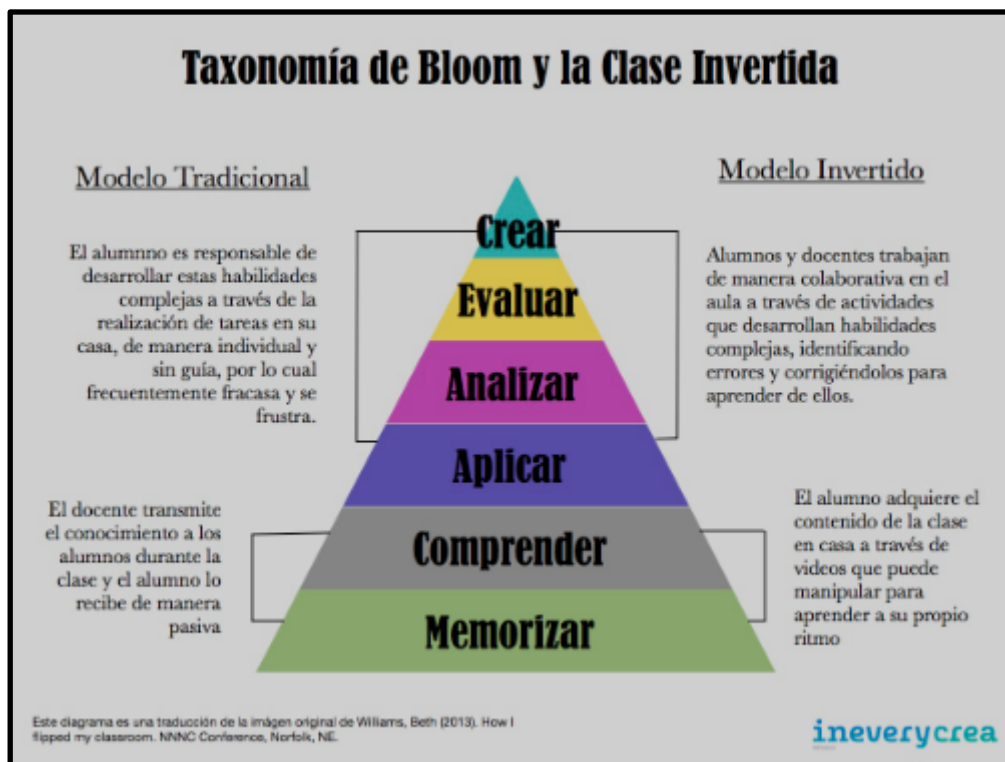 Taxonomía de Bloom y la Clase Invertida
Modelo Tradicional
El alumnno es responsable de
desarrollar estas habilidades
complejas a través de la
realización de tareas en su
casa, de manera individual y
sin guía, por lo cual
frecuentemente fracasa y se
frustra.
El docente transmite
el conocimiento a los
alumnos durante la
clase y el alumno lo
recibe de manera
pasiva
Crear
Evaluar
Analizar
Aplicar
Comprender
Memorizar
Modelo Invertido
Alumnos y docentes trabajan
de manera colaborativa en el
aula a través de actividades
que desarrollan habilidades
complejas, identificando
errores y corrigiéndolos para
aprender de ellos.
El alumno adquiere el
contenido de la clase
en casa a través de
videos que puede
manipular para
aprender a su propio
ritmo
Este diagrama es una traducción de la imágen original de Williams, Beth (2013). How I
flipped my classroom. NNNC Conference, Norfolk, NE.
ineverycrea